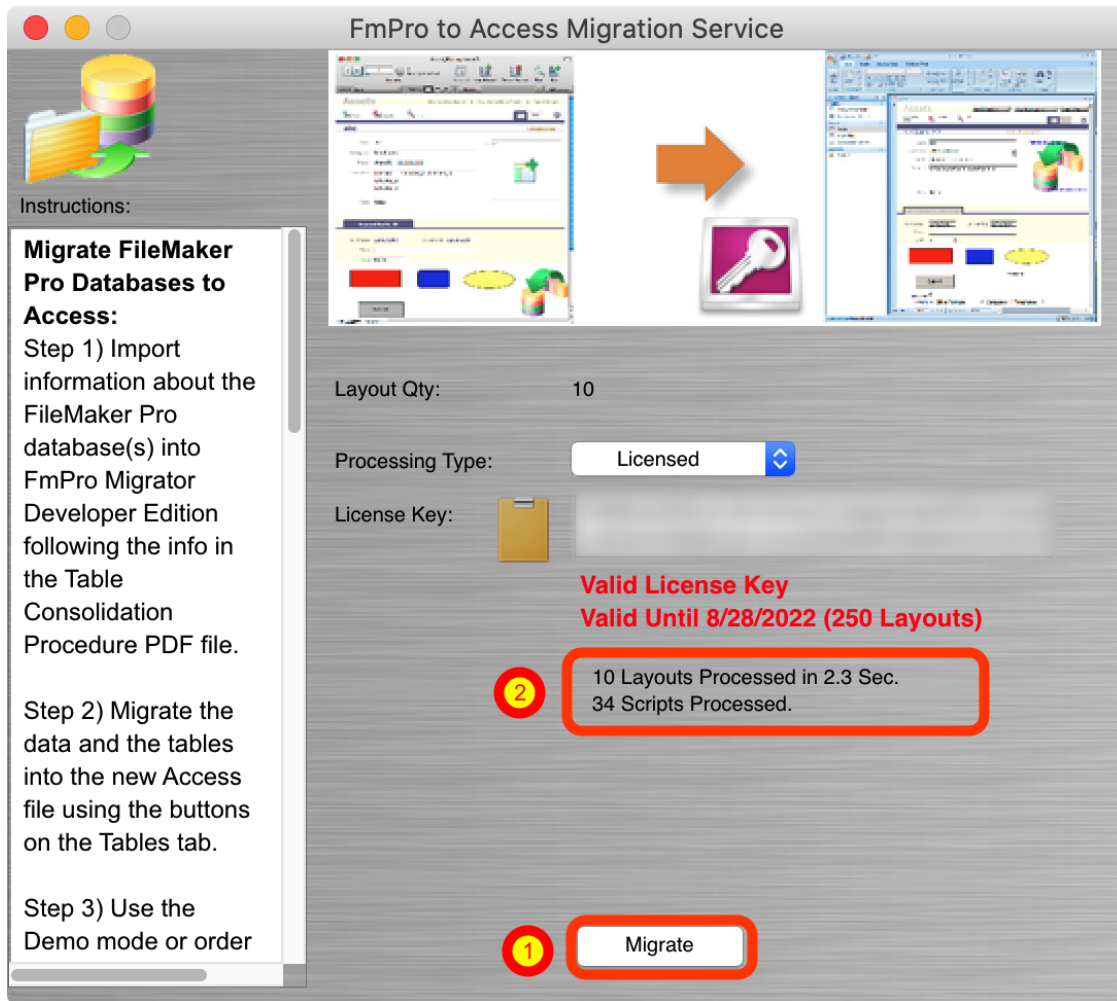 FmPro to Access Migration Service
Instructions:
Migrate FileMaker
Pro Databases to
Access:
Step 1) Import
information about the
FileMaker Pro
database(s) into
FmPro Migrator
Developer Edition
following the info in
the Table
Consolidation
Procedure PDF file.
Step 2) Migrate the
data and the tables
into the new Access
file using the buttons
on the Tables tab.
Step 3) Use the
Demo mode or order
Assets
Assets
Layout Qty: 10
Processing Type: Licensed
License Key:
Valid License Key
Valid Until 8/28/2022 (250 Layouts)
2
10 Layouts Processed in 2.3 Sec.
34 Scripts Processed.
1
Migrate